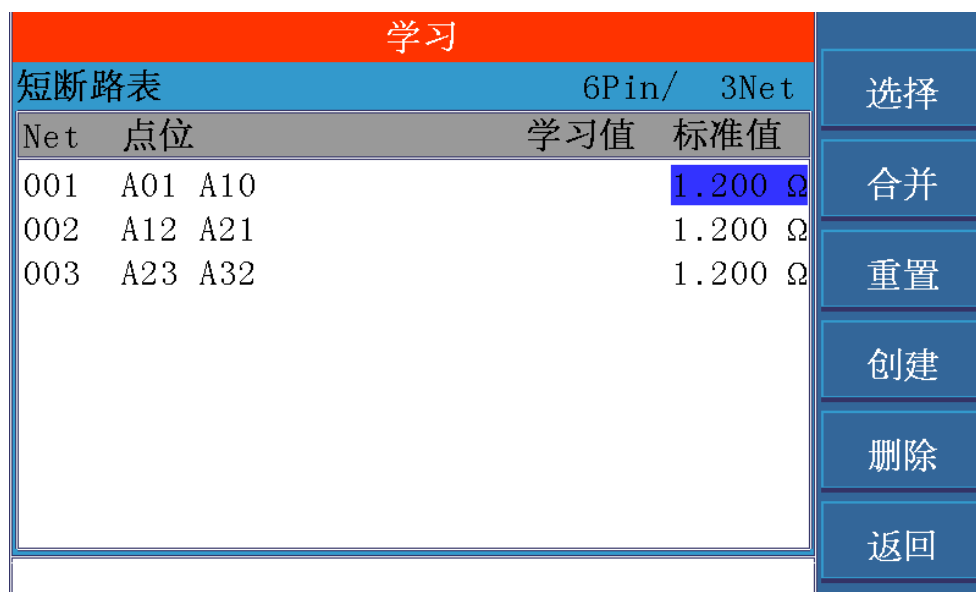 学习
短断路表 6Pin/ 3Net
Net 点位 学习值 标准值
001 A01 A10 1.200 Ω
002 A12 A21 1.200 Ω
003 A23 A32 1.200 Ω
选择
合并
重置
创建
删除
返回